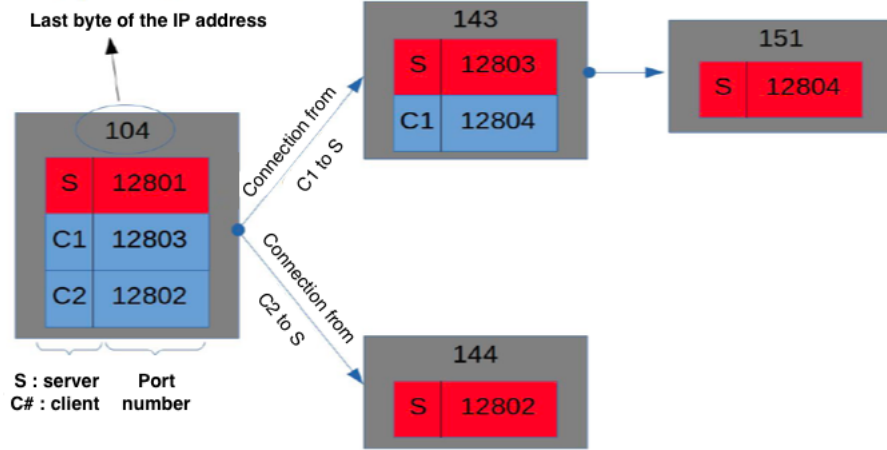 Last byte of the IP address
104
S 12801
C1 12803
C2 12802
S : server Port
C# : client number
Connection from
C1 to S
Connection from
C2 to S
143
S 12803
C1 12804
151
S 12804
144
S 12802